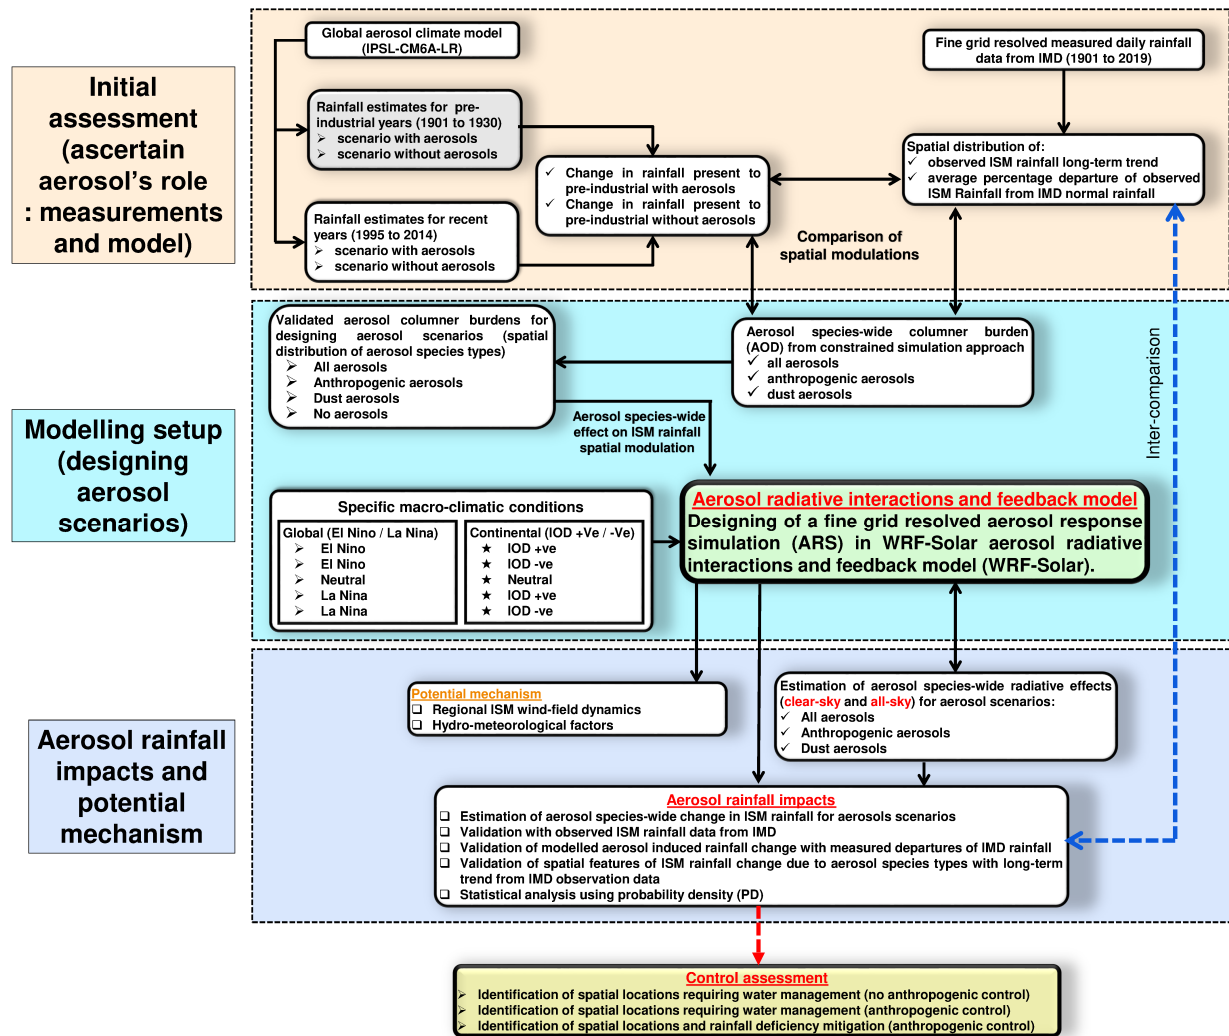 Initial
assessment
(ascertain
aerosol's role
: measurements
and model)
Global aerosol climate model
(IPSL-CM6A-LR)
Rainfall estimates for pre-
industrial years (1901 to 1930)
scenario with aerosols
scenario without aerosols
Rainfall estimates for recent
years (1995 to 2014)
scenario with aerosols
scenario without aerosols
Change in rainfall present to
pre-industrial with aerosols
Change in rainfall present to
pre-industrial without aerosols
Fine grid resolved measured daily rainfall
data from IMD (1901 to 2019)
Spatial distribution of:
observed ISM rainfall long-term trend
average percentage departure of observed
ISM Rainfall from IMD normal rainfall
Comparison of
spatial modulations
Modelling setup
(designing
aerosol
scenarios)
Validated aerosol columner burdens for
designing aerosol scenarios (spatial
distribution of aerosol species types)
All aerosols
Anthropogenic aerosols
Dust aerosols
No aerosols
Aerosol species-wide columner burden
(AOD) from constrained simulation approach
all aerosols
anthropogenic aerosols
dust aerosols
Aerosol species-wide
effect on ISM rainfall
spatial modulation
Inter-comparison
Specific macro-climatic conditions
Global (El Nino / La Nina)
El Nino
El Nino
Neutral
La Nina
La Nina
Continental (IOD +Ve / -Ve)
IOD +ve
IOD -ve
Neutral
IOD +ve
IOD -ve
Aerosol radiative interactions and feedback model
Designing of a fine grid resolved aerosol response
simulation (ARS) in WRF-Solar aerosol radiative
interactions and feedback model (WRF-Solar).
Aerosol rainfall
impacts and
potential
mechanism
Potential mechanism
Regional ISM wind-field dynamics
Hydro-meteorological factors
Estimation of aerosol species-wide radiative effects
(clear-sky and all-sky) for aerosol scenarios:
All aerosols
Anthropogenic aerosols
Dust aerosols
Aerosol rainfall impacts
Estimation of aerosol species-wide change in ISM rainfall for aerosols scenarios
Validation with observed ISM rainfall data from IMD
Validation of modelled aerosol induced rainfall change with measured departures of IMD rainfall
Validation of spatial features of ISM rainfall change due to aerosol species types with long-term
trend from IMD observation data
Statistical analysis using probability density (PD)
Control assessment
Identification of spatial locations requiring water management (no anthropogenic control)
Identification of spatial locations requiring water management (anthropogenic control)
Identification of spatial locations and rainfall deficiency mitigation (anthropogenic control)